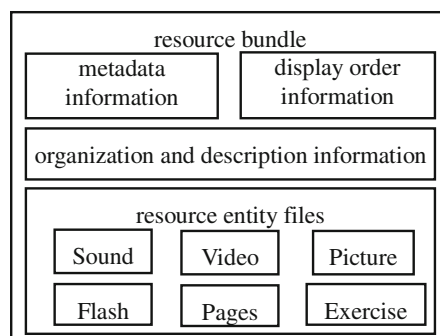 resource bundle
metadata
information
display order
information
organization and description information
resource entity files
Sound
Video
Picture
Flash
Pages
Exercise